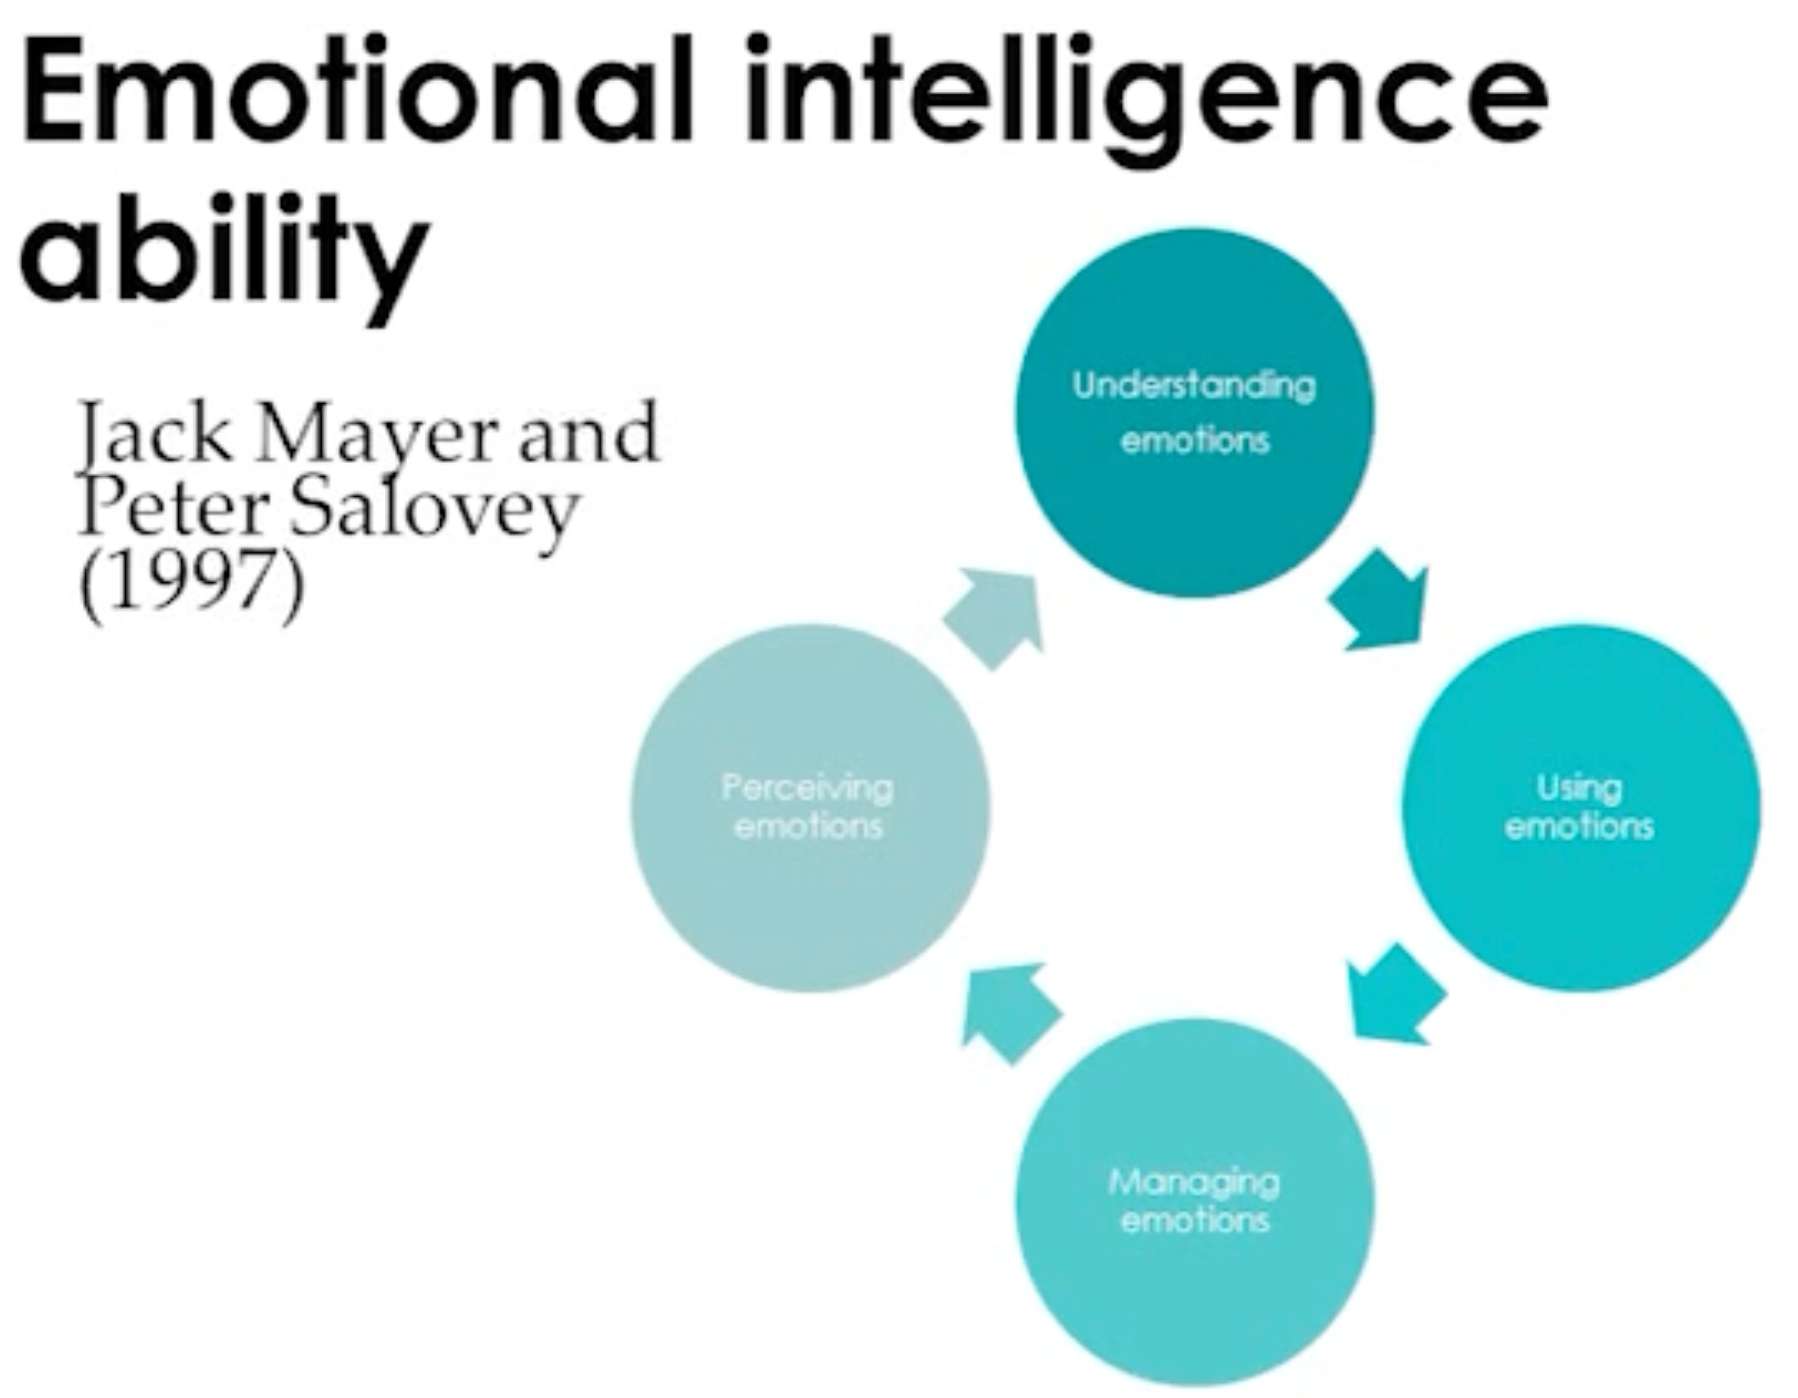 Emotional intelligence
ability
Jack Mayer and
Peter Salovey
(1997)
Understanding
emotions
Perceiving
emotions
Using
emotions
Managing
emotions